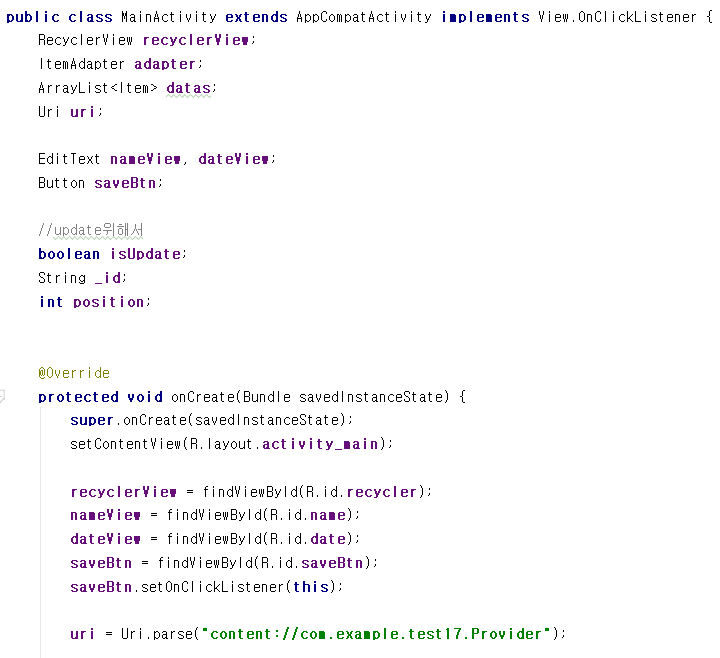 public class MainActivity extends AppCompatActivity implements View.OnClickListener {
RecyclerView recyclerView;
ItemAdapter adapter;
ArrayList<Item> datas;
Uri uri;
EditText nameView, dateView;
Button saveBtn;
//update위해서
boolean isUpdate;
String _id;
int position;
@Override
protected void onCreate(Bundle savedInstanceState) {
super.onCreate(savedInstanceState);
setContentView(R.layout.activity_main);
recyclerView = findViewById(R.id.recycler);
nameView = findViewById(R.id.name);
dateView = findViewById(R.id.date);
saveBtn = findViewById(R.id.saveBtn);
saveBtn.setOnClickListener(this);
uri = Uri.parse("content://com.example.test17.Provider");